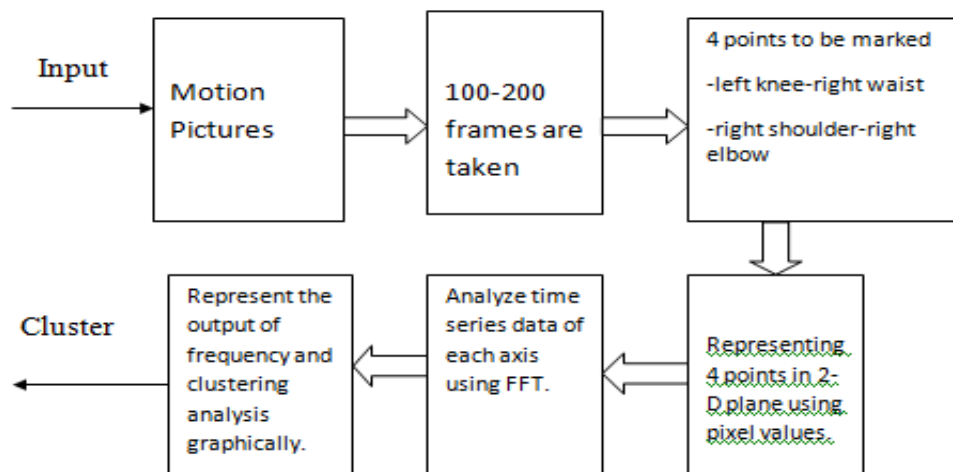 Input
Motion
Pictures
100-200
frames are
taken
4 points to be marked
-left knee-right waist
-right shoulder-right
elbow
Cluster
Represent the
output of
frequency and
clustering
analysis
graphically.
Analyze time
series data of
each axis
using FFT.
Representing
4 points in 2-
D plane using
pixel values.